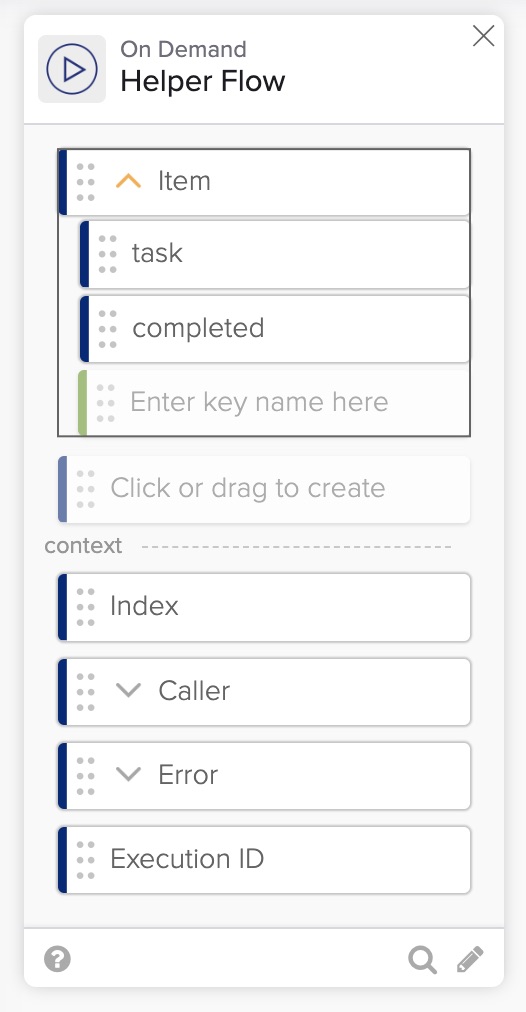 On Demand
Helper Flow
Item
task
completed
Enter key name here
Click or drag to create
context
Index
Caller
Error
Execution ID
?